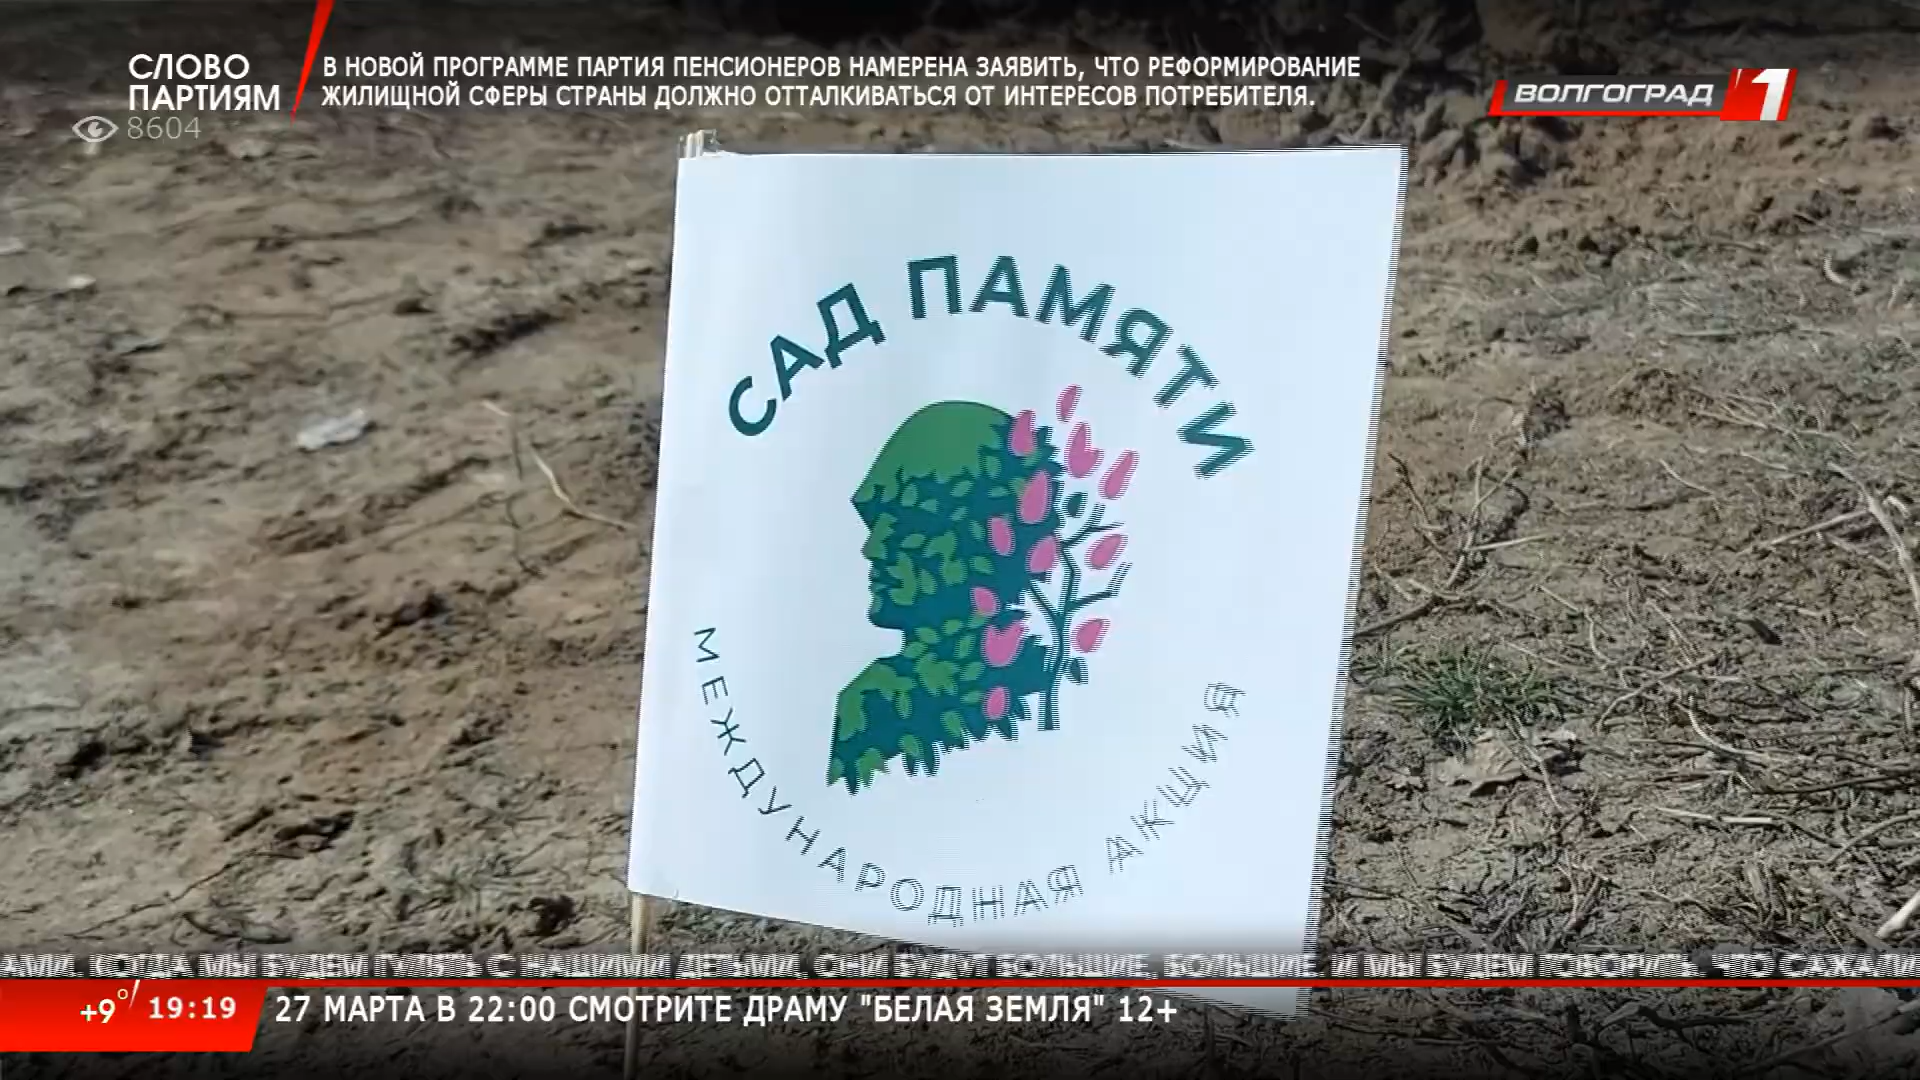 СЛОВО
ПАРТИЯМ
8604
В НОВОЙ ПРОГРАММЕ ПАРТИЯ ПЕНСИОНЕРОВ НАМЕРЕНА ЗАЯВИТЬ, ЧТО РЕФОРМИРОВАНИЕ
ЖИЛИЩНОЙ СФЕРЫ СТРАНЫ ДОЛЖНО ОТТАЛКИВАТЬСЯ ОТ ИНТЕРЕСОВ ПОТРЕБИТЕЛЯ.
ВОЛГОГРАД 1
САД ПАМЯТИ
МЕЖДУНАРОДНАЯ АКЦИЯ
АМИ. КОГДА МЫ БУДЕМ ГУЛЯТЬ С НАШИМИ ДЕТЬМИ, ОНИ БУДУТ БОЛЬШИЕ, БОЛЬШИЕ, И МЫ БУДЕМ ГОВОРИТЬ, ЧТО САЖАЛИ
+9° 19:19
27 МАРТА В 22:00 СМОТРИТЕ ДРАМУ "БЕЛАЯ ЗЕМЛЯ" 12+